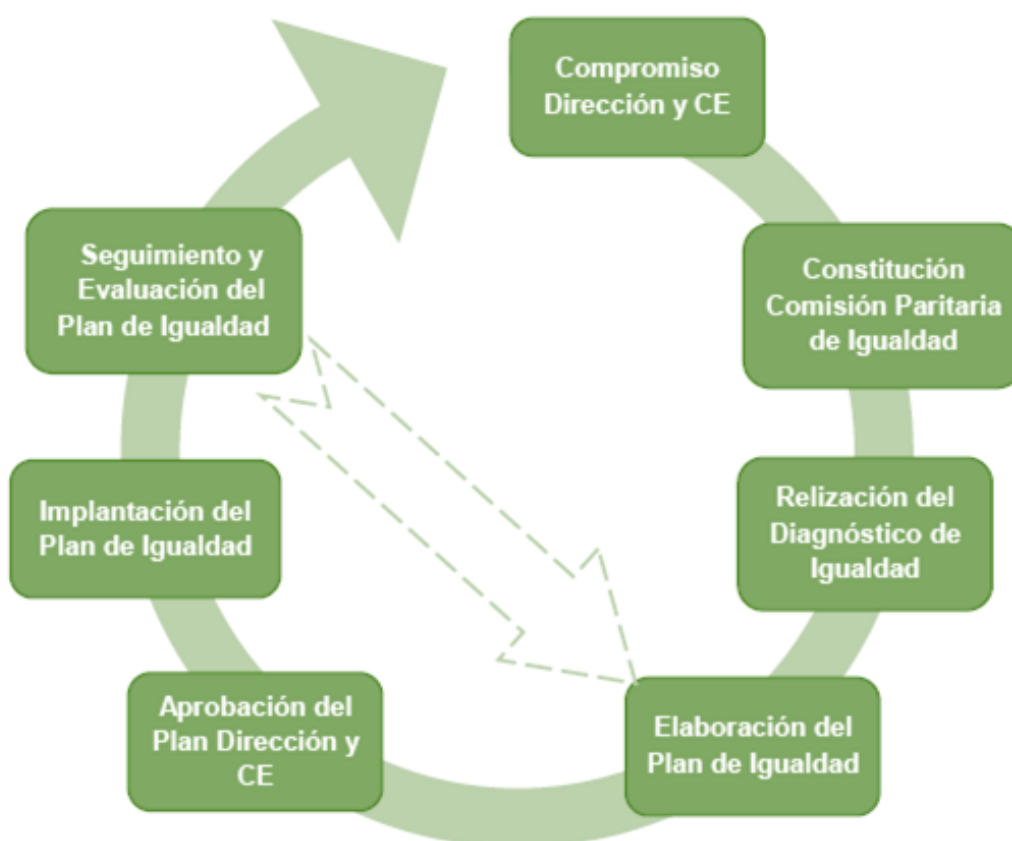 Compromiso
Dirección y CE
Constitución
Comisión Paritaria
de Igualdad
Relización del
Diagnóstico de
Igualdad
Elaboración del
Plan de Igualdad
Aprobación del
Plan Dirección y
CE
Implantación del
Plan de Igualdad
Seguimiento y
Evaluación del
Plan de Igualdad